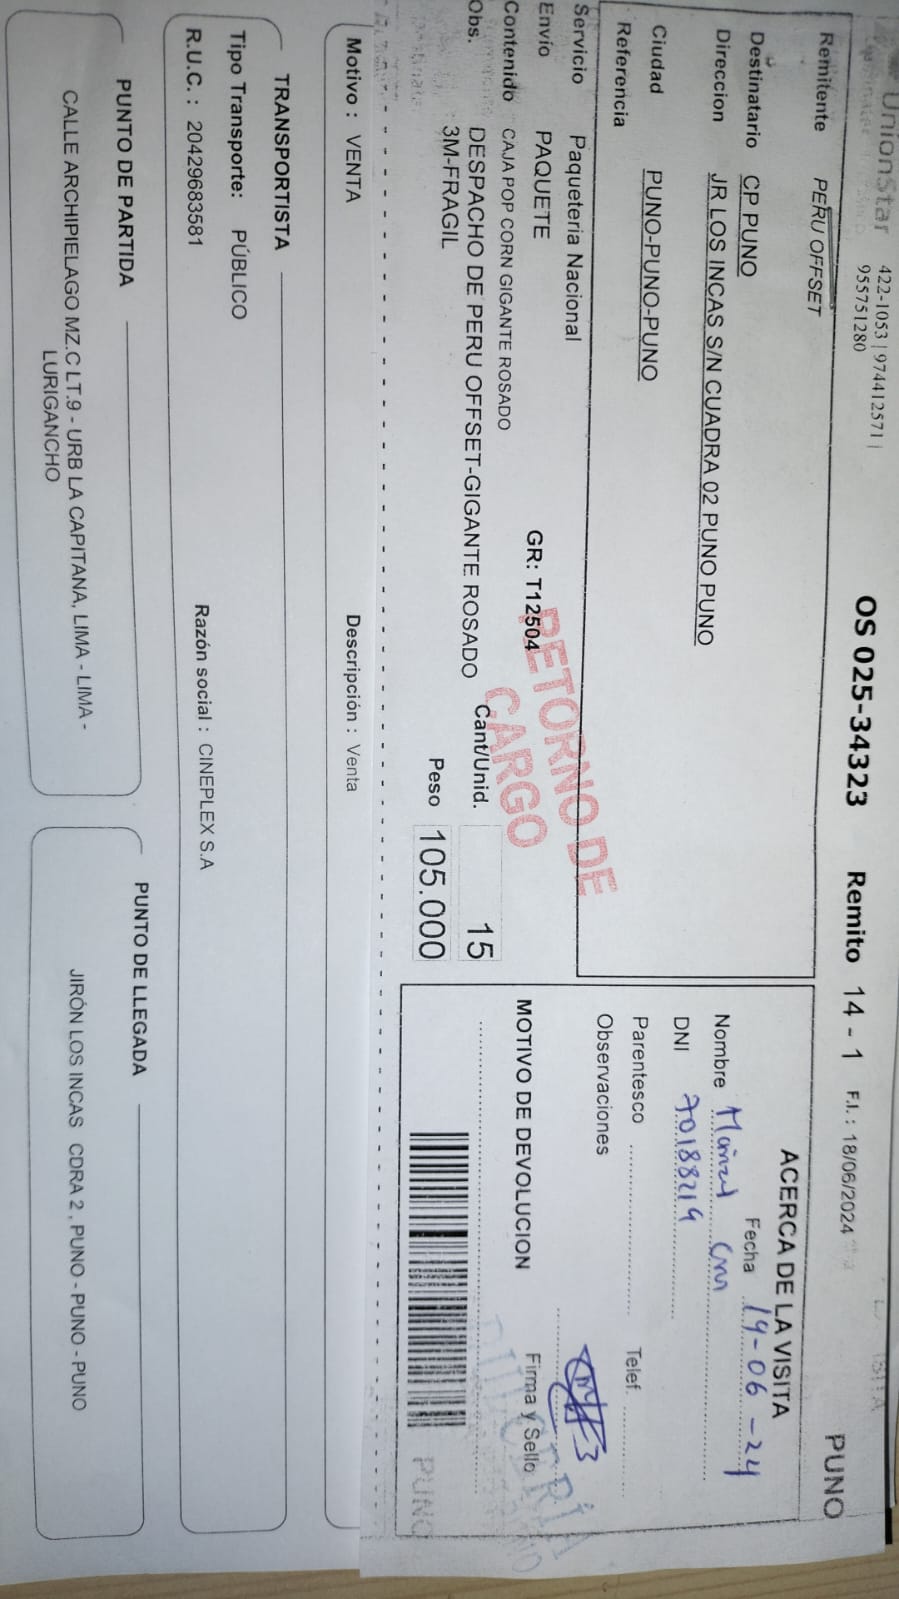 UnionStar
422-1053 | 974412571 |
955751280
OS 025-34323 Remito 14 - 1 F.I. : 18/06/2024
PUNO
Remitente PERU OFFSET
Destinatario CP PUNO
Direccion JR LOS INCAS S/N CUADRA 02 PUNO PUNO
Ciudad PUNO-PUNO-PUNO
Referencia
Servicio Paqueteria Nacional
Envio PAQUETE GR: T12504
Contenido CAJA POP CORN GIGANTE ROSADO
Obs. DESPACHO DE PERU OFFSET-GIGANTE ROSADO
3M-FRAGIL
Cant/Unid. 15
Peso 105.000
RETORNO DE
CARGO
ACERCA DE LA VISITA
Fecha 19-06-24
Nombre
DNI 70188219
Parentesco Telef
Observaciones
MOTIVO DE DEVOLUCION Firma y Sello
PUNO
Motivo : VENTA Descripción : Venta
TRANSPORTISTA
Tipo Transporte: PÚBLICO
R.U.C. : 20429683581 Razón social : CINEPLEX S.A
PUNTO DE PARTIDA
CALLE ARCHIPIELAGO MZ.C LT.9 - URB LA CAPITANA, LIMA - LIMA -
LURIGANCHO
PUNTO DE LLEGADA
JIRÓN LOS INCAS CDRA 2 , PUNO - PUNO - PUNO